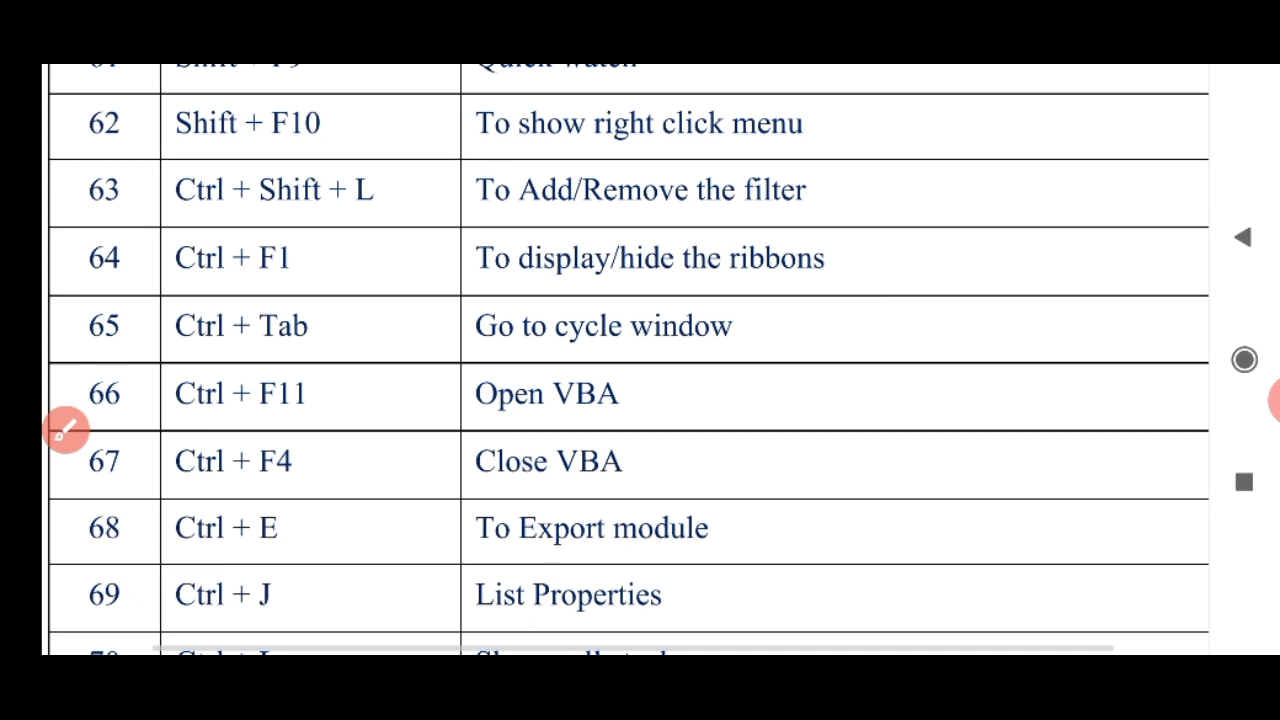 62 Shift + F10 To show right click menu
63 Ctrl + Shift + L To Add/Remove the filter
64 Ctrl + F1 To display/hide the ribbons
65 Ctrl + Tab Go to cycle window
66 Ctrl + F11 Open VBA
67 Ctrl + F4 Close VBA
68 Ctrl + E To Export module
69 Ctrl + J List Properties